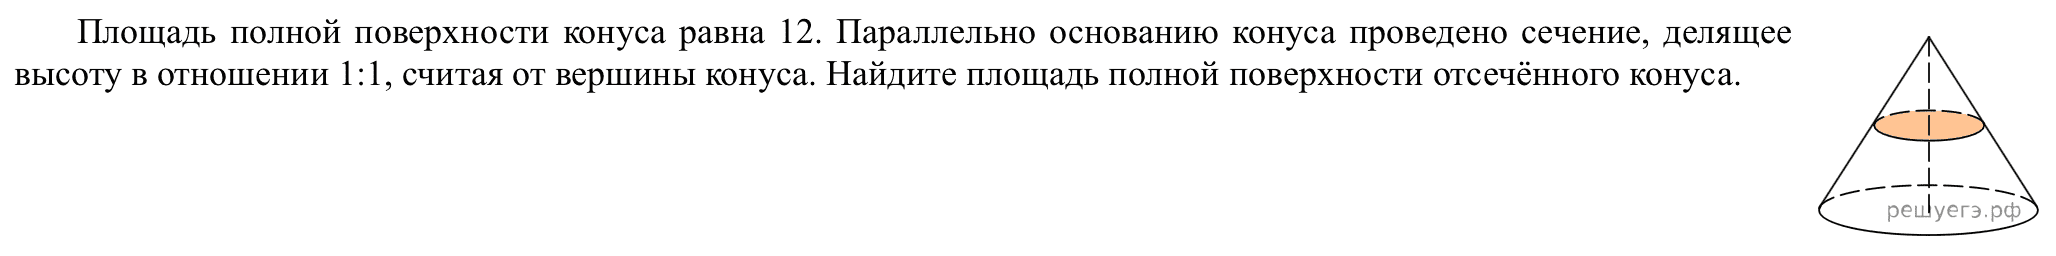 Площадь полной поверхности конуса равна 12. Параллельно основанию конуса проведено сечение, делящее
высоту в отношении 1:1, считая от вершины конуса. Найдите площадь полной поверхности отсечённого конуса.
решуегэ.рф